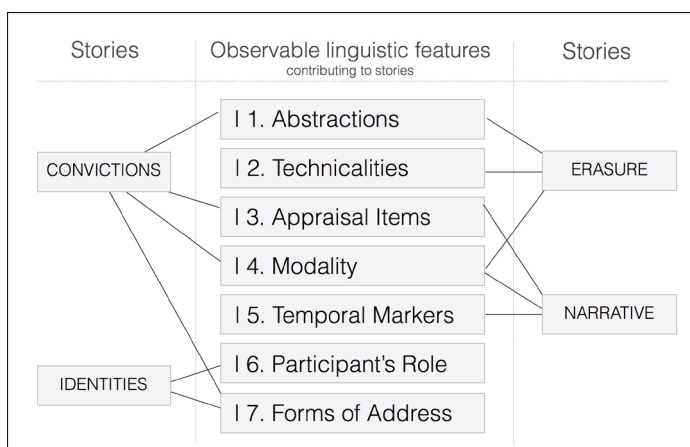 Stories
Observable linguistic features
contributing to stories
Stories
CONVICTIONS
IDENTITIES
I 1. Abstractions
I 2. Technicalities
I 3. Appraisal Items
I 4. Modality
I 5. Temporal Markers
I 6. Participant's Role
I 7. Forms of Address
ERASURE
NARRATIVE